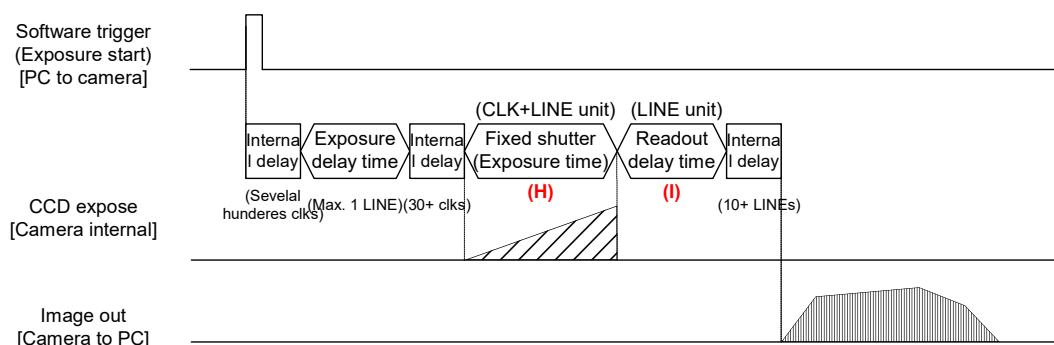 Software trigger
(Exposure start)
[PC to camera]
(CLK+LINE unit)
(LINE unit)
Interna
l delay
Exposure
delay time
Interna
l delay
Fixed shutter
(Exposure time)
Readout
delay time
Interna
l delay
(H)
(I)
(Sevelal
hunderes clks)
(Max. 1 LINE)
(30+ clks)
(10+ LINEs)
CCD expose
[Camera internal]
Image out
[Camera to PC]